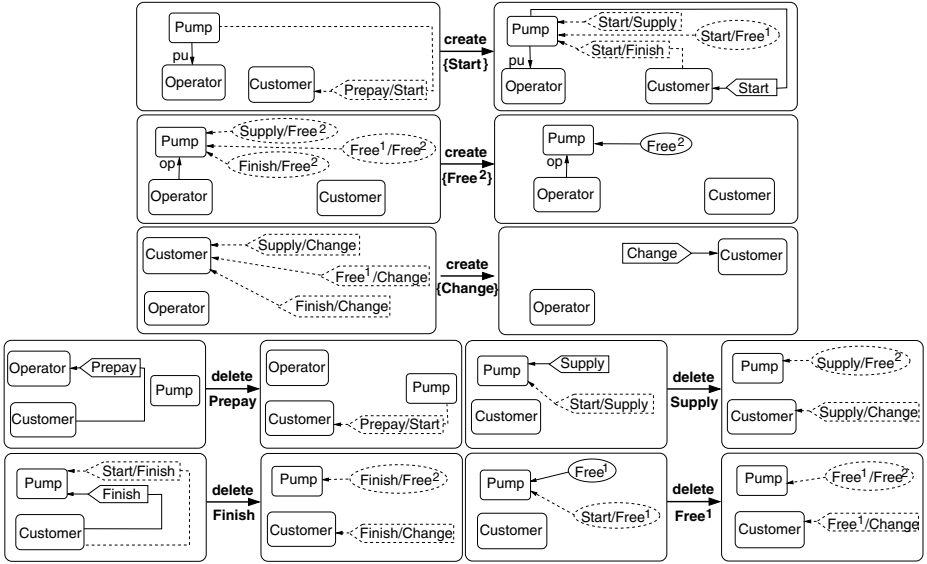 Pump
pu
Operator
Customer
Prepay/Start
create
{Start}
Pump
Start/Supply
Start/Free¹
Start/Finish
pu
Operator
Customer
Start
Pump
Supply/Free²
Free¹/Free²
Finish/Free²
op
Operator
Customer
create
{Free²}
Pump
Free²
op
Operator
Customer
Customer
Supply/Change
Free¹/Change
Finish/Change
Operator
create
{Change}
Change
Customer
Operator
Operator
Prepay
Pump
Customer
delete
Prepay
Operator
Pump
Customer
Prepay/Start
Pump
Supply
Start/Supply
Customer
delete
Supply
Pump
Supply/Free²
Customer
Supply/Change
Start/Finish
Pump
Finish
Customer
delete
Finish
Pump
Finish/Free²
Customer
Finish/Change
Free¹
Pump
Start/Free¹
Customer
delete
Free¹
Pump
Free¹/Free²
Customer
Free¹/Change